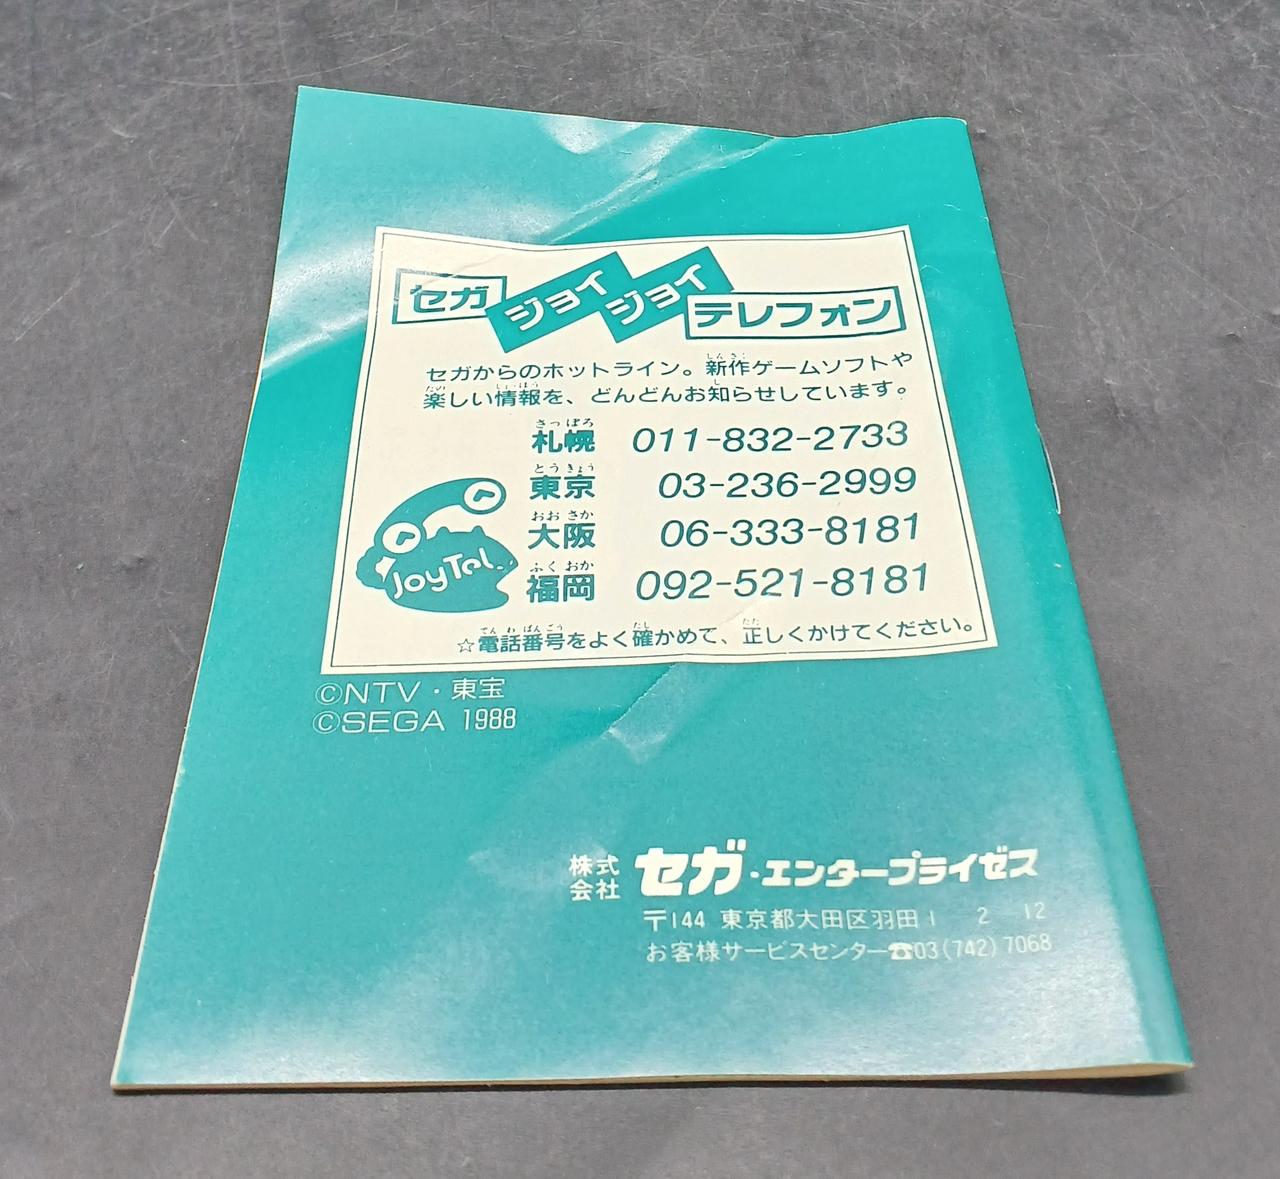 セガ ジョイジョイ テレフォン
セガからのホットライン。新作ゲームソフトや
楽しい情報を、どんどんお知らせしています。
札幌 011-832-2733
東京 03-236-2999
大阪 06-333-8181
福岡 092-521-8181
JoyTel.
☆電話番号をよく確かめて、正しくかけてください。
©NTV・東宝
©SEGA 1988
株式会社 セガ・エンタープライゼス
〒144 東京都大田区羽田1 2 12
お客様サービスセンター☎03(742)7068